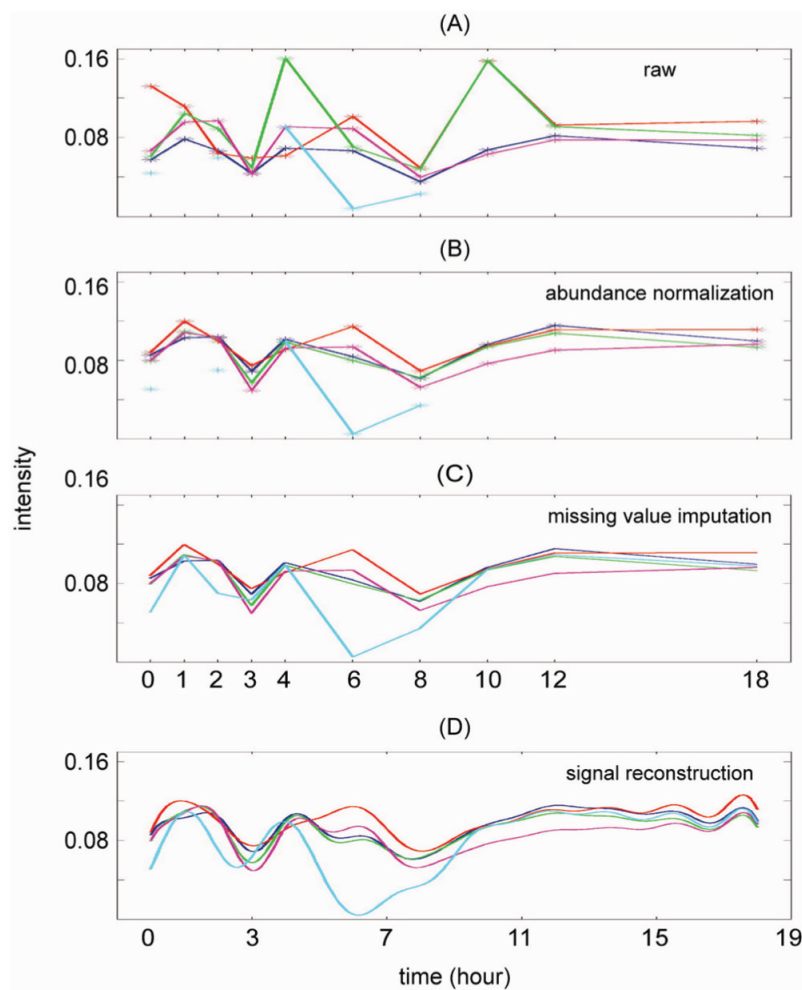 (A)
0.16
raw
0.08
(B)
0.16
abundance normalization
0.08
(C)
0.16
missing value imputation
0.08
0 1 2 3 4 6 8 10 12 18
(D)
0.16
signal reconstruction
0.08
0 3 7 11 15 19
time (hour)
intensity